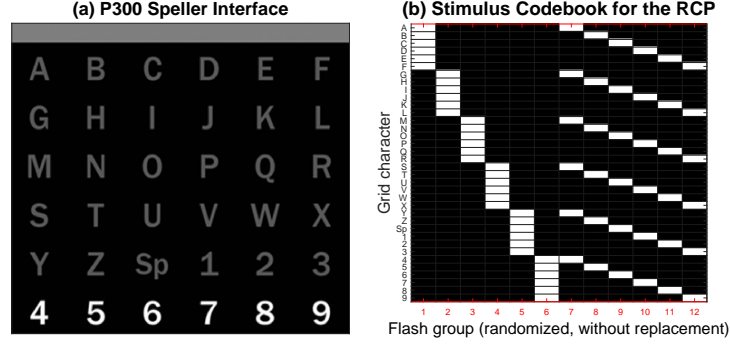 (a) P300 Speller Interface
A B C D E F
G H I J K L
M N O P Q R
S T U V W X
Y Z Sp 1 2 3
4 5 6 7 8 9
(b) Stimulus Codebook for the RCP
Grid character
A
B
C
D
E
F
G
H
I
J
K
L
M
N
O
P
Q
R
S
T
U
V
W
X
Y
Z
Sp
1
2
3
4
5
6
7
8
9
1 2 3 4 5 6 7 8 9 10 11 12
Flash group (randomized, without replacement)